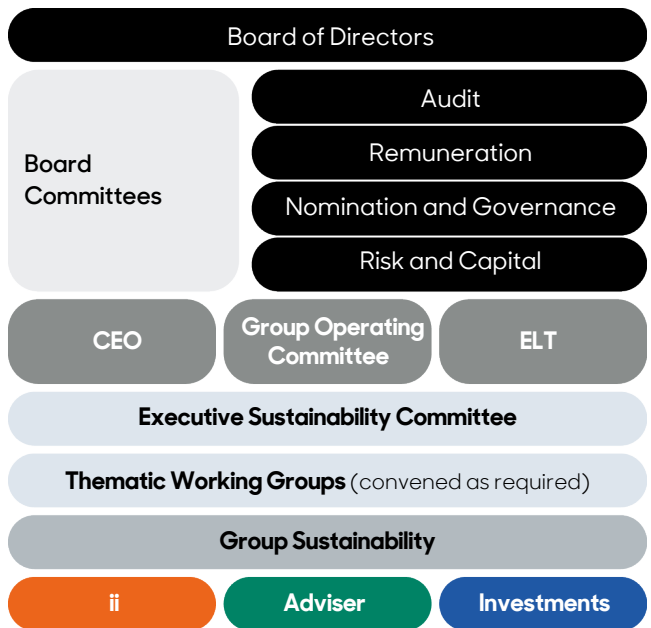 Board of Directors
Board
Committees
Audit
Remuneration
Nomination and Governance
Risk and Capital
CEO
Group Operating
Committee
ELT
Executive Sustainability Committee
Thematic Working Groups (convened as required)
Group Sustainability
ii
Adviser
Investments